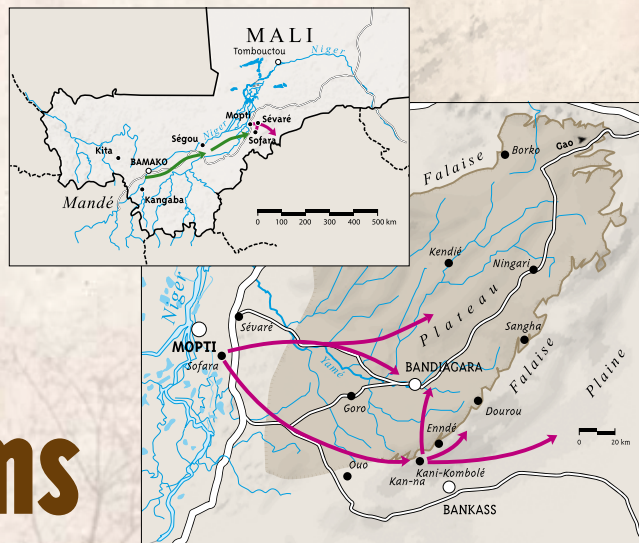 MALI
Tombouctou
Niger
Mopti
Sévaré
Sofara
Ségou
Niger
Kita
BAMAKO
Kangaba
Mandé
0 100 200 300 400 500 km
Falaise
Borko
Gao
Kendié
Ningari
Plateau
Sangha
Falaise
Plaine
Niger
Sévaré
MOPTI
Sofara
Yamé
BANDIAGARA
Goro
Dourou
Enndé
0 20 km
Ouo
Kani-Kombolé
Kan-na
BANKASS
ms